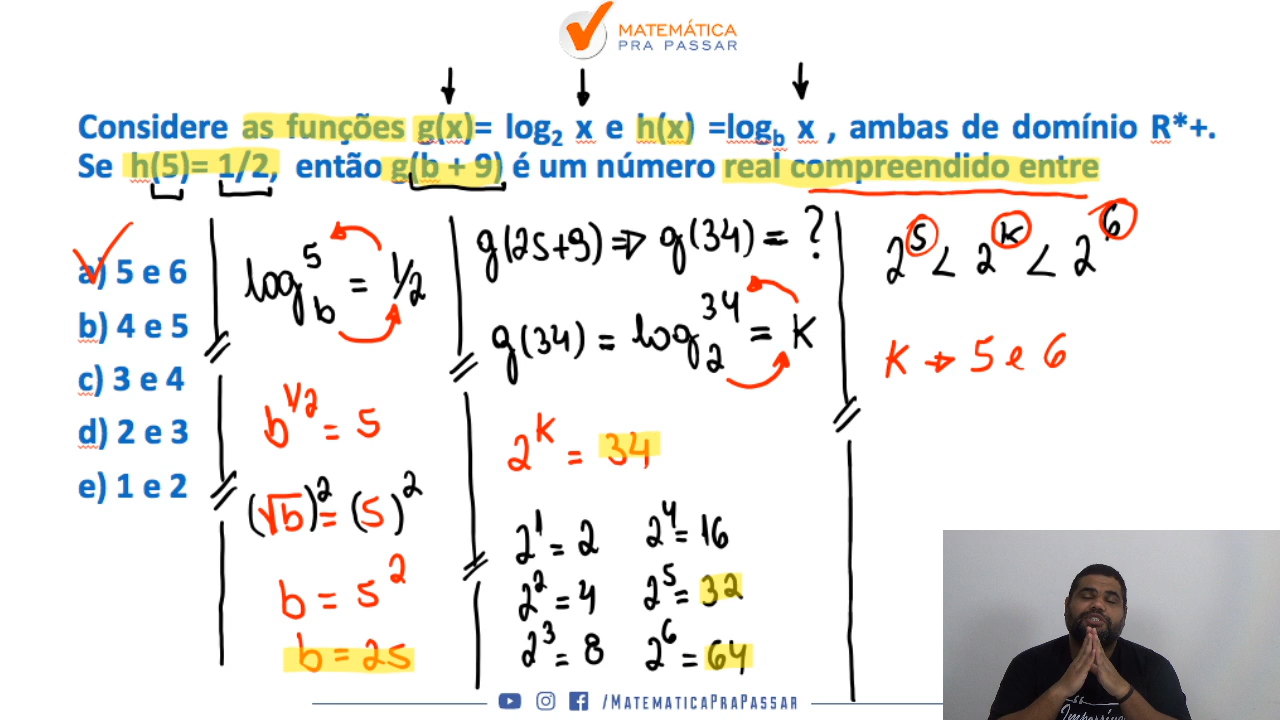 MATEMÁTICA
PRA PASSAR
Considere as funções g(x)= log₂ x e h(x) =log_b x , ambas de domínio R*+.
Se h(5)= 1/2, então g(b + 9) é um número real compreendido entre
a) 5 e 6
b) 4 e 5
c) 3 e 4
d) 2 e 3
e) 1 e 2
log_b^5 = 1/2
b^1/2 = 5
(√b)^2 = (5)^2
b = 5^2
b = 25
g(25+9) ⇒ g(34) = ?
g(34) = log_2^34 = K
2^K = 34
2^1 = 2 2^4 = 16
2^2 = 4 2^5 = 32
2^3 = 8 2^6 = 64
2^5 < 2^K < 2^6
K → 5 e 6
/MATEMATICAPRAPASSAR